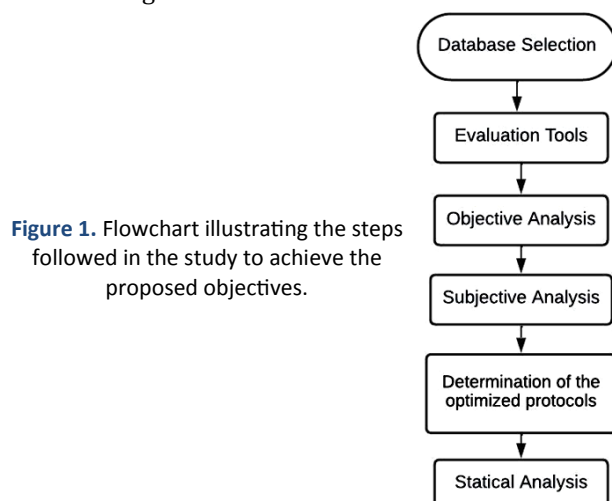 Database Selection
Evaluation Tools
Objective Analysis
Figure 1. Flowchart illustrating the steps
followed in the study to achieve the
proposed objectives.
Subjective Analysis
Determination of the
optimized protocols
Statical Analysis